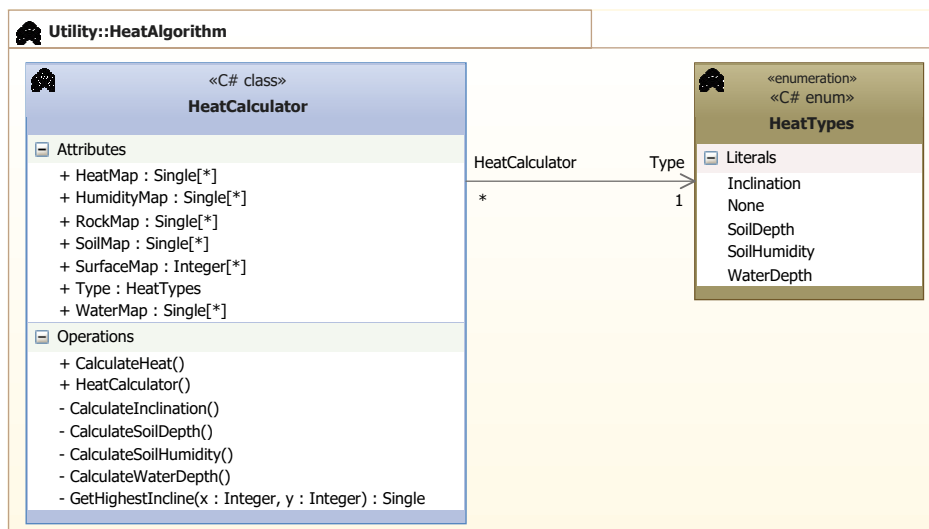 Utility::HeatAlgorithm
«C# class»
HeatCalculator
Attributes
+ HeatMap : Single[*]
+ HumidityMap : Single[*]
+ RockMap : Single[*]
+ SoilMap : Single[*]
+ SurfaceMap : Integer[*]
+ Type : HeatTypes
+ WaterMap : Single[*]
Operations
+ CalculateHeat()
+ HeatCalculator()
- CalculateInclination()
- CalculateSoilDepth()
- CalculateSoilHumidity()
- CalculateWaterDepth()
- GetHighestIncline(x : Integer, y : Integer) : Single
HeatCalculator Type
* 1
«enumeration»
«C# enum»
HeatTypes
Literals
Inclination
None
SoilDepth
SoilHumidity
WaterDepth